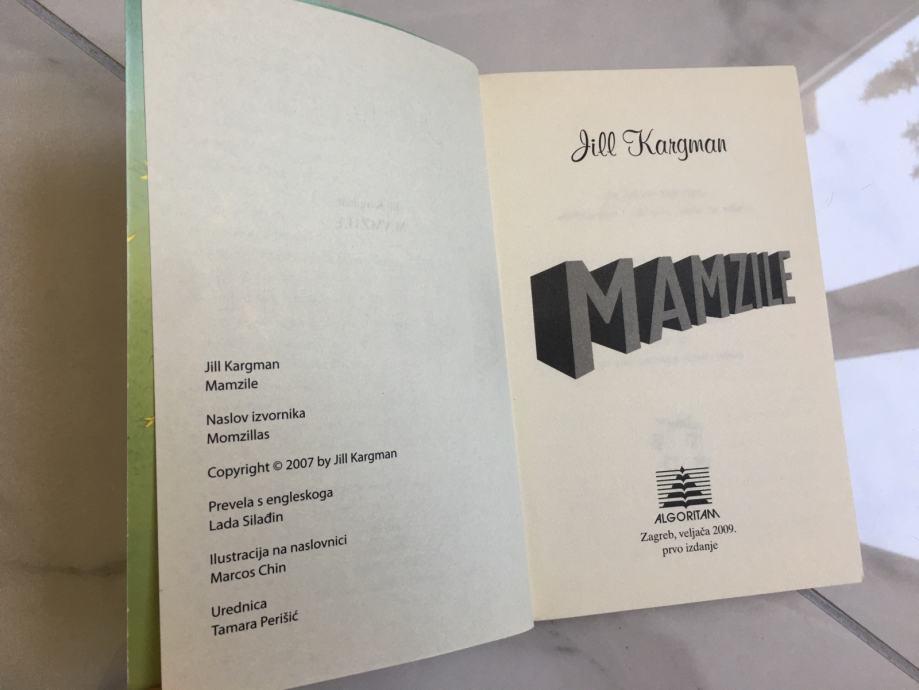 Jill Kargman
Mamzile
Naslov izvornika
Momzillas
Copyright © 2007 by Jill Kargman
Prevela s engleskoga
Lada Silađin
Ilustracija na naslovnici
Marcos Chin
Urednica
Tamara Perišić
Jill Kargman
MAMZILE
ALGORITAM
Zagreb, veljača 2009.
prvo izdanje